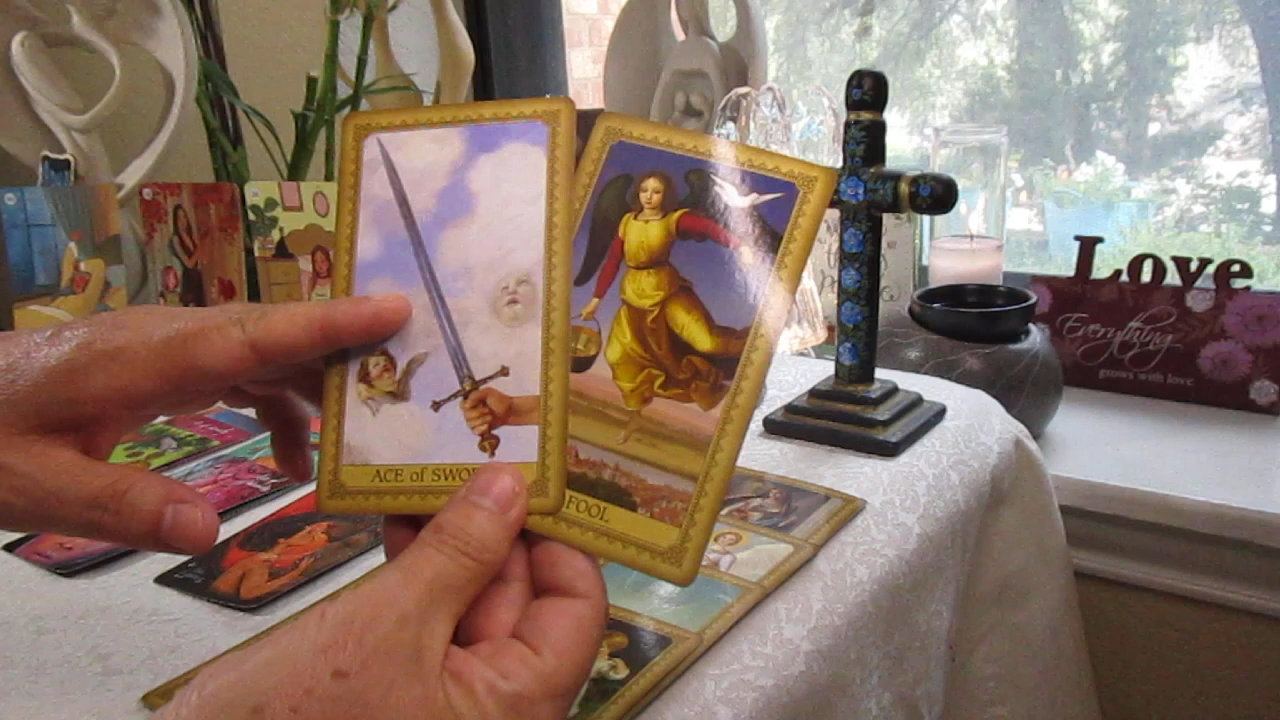 ACE of SWO
FOOL
Love
Everything
grows with love